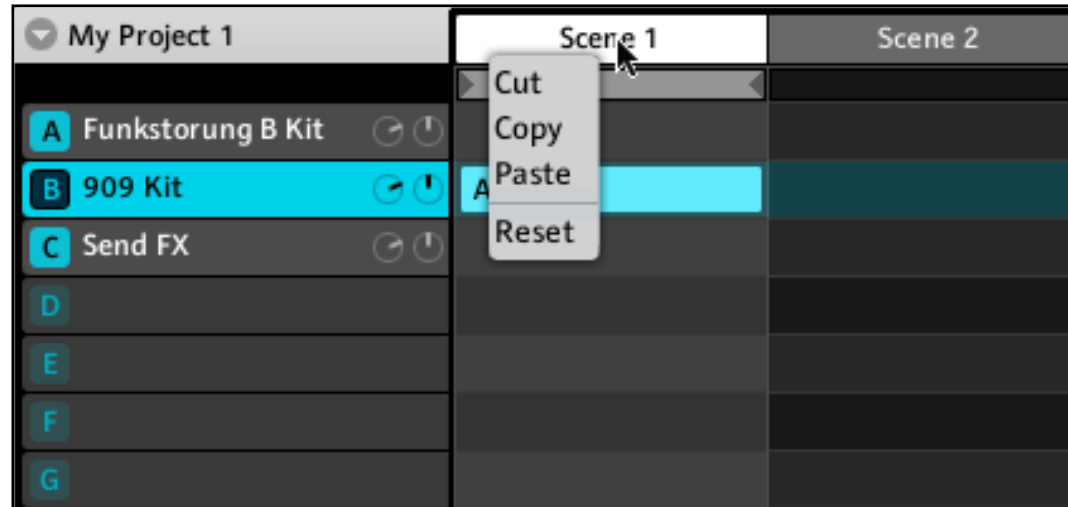 My Project 1
Scene 1
Scene 2
Cut
Copy
Paste
Reset
A Funkstorung B Kit
B 909 Kit
A
C Send FX
D
E
F
G